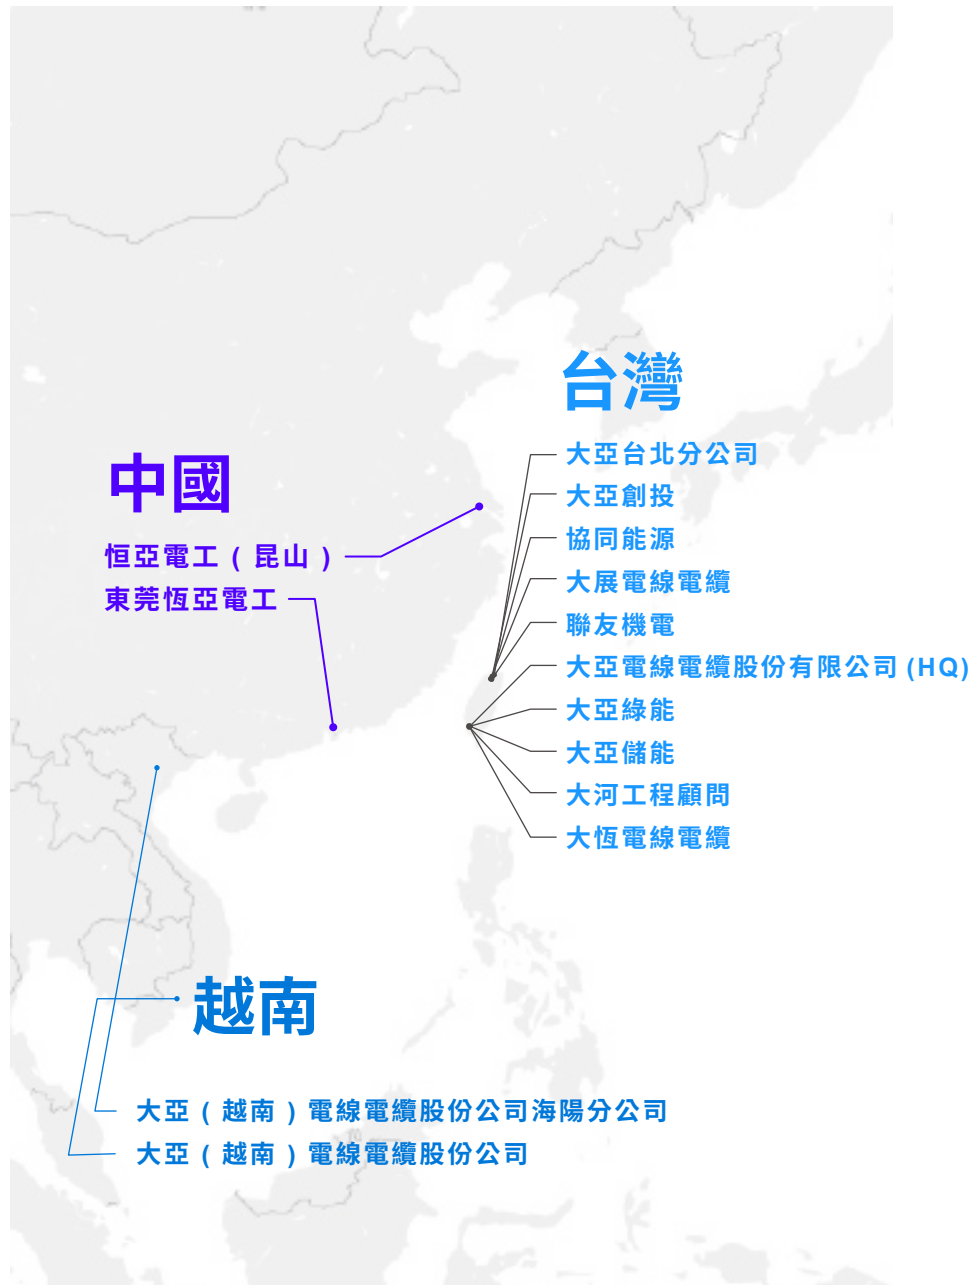 台灣
大亞台北分公司
大亞創投
協同能源
大展電線電纜
聯友機電
大亞電線電纜股份有限公司 (HQ)
大亞綠能
大亞儲能
大河工程顧問
大恆電線電纜
中國
恒亞電工 ( 昆山 )
東莞恆亞電工
越南
大亞 ( 越南 ) 電線電纜股份公司海陽分公司
大亞 ( 越南 ) 電線電纜股份公司